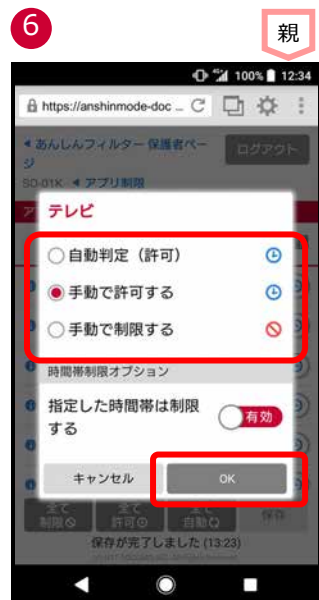 6
親
100% 12:34
https://anshinmode-doc ...
◀ あんしんフィルター 保護者ペー
ジ
ログアウト
SO-01K ◀ アプリ制限
テレビ
自動判定（許可）
手動で許可する
手動で制限する
時間帯制限オプション
指定した時間帯は制限
する
有効
キャンセル
OK
全て
制限
全て
許可
全て
自動
保存
保存が完了しました (13:23)